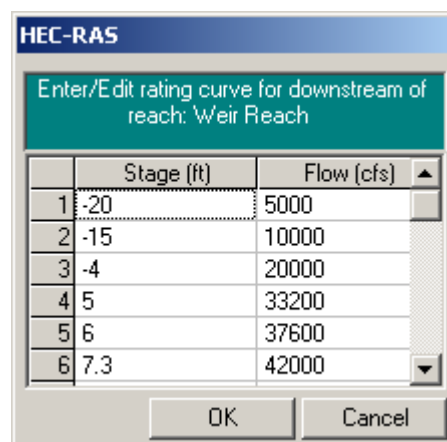 HEC-RAS
Enter/Edit rating curve for downstream of
reach: Weir Reach
Stage (ft) Flow (cfs)
1 -20 5000
2 -15 10000
3 -4 20000
4 5 33200
5 6 37600
6 7.3 42000
OK Cancel